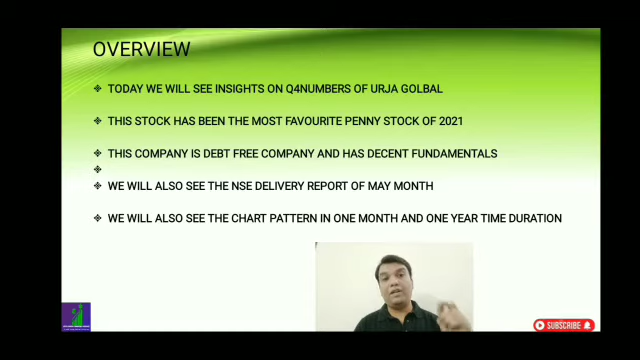 OVERVIEW
TODAY WE WILL SEE INSIGHTS ON Q4NUMBERS OF URJA GOLBAL
THIS STOCK HAS BEEN THE MOST FAVOURITE PENNY STOCK OF 2021
THIS COMPANY IS DEBT FREE COMPANY AND HAS DECENT FUNDAMENTALS
WE WILL ALSO SEE THE NSE DELIVERY REPORT OF MAY MONTH
WE WILL ALSO SEE THE CHART PATTERN IN ONE MONTH AND ONE YEAR TIME DURATION
SUBSCRIBE